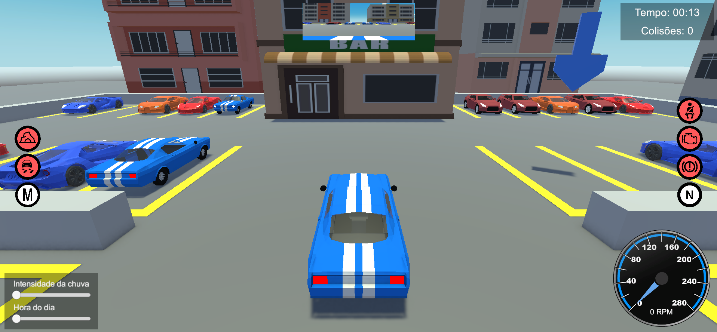 Tempo: 00:13
Colisões: 0
BAR
M
N
Intensidade da chuva
Hora do dia
0
40
80
120
160
200
240
280
0 RPM